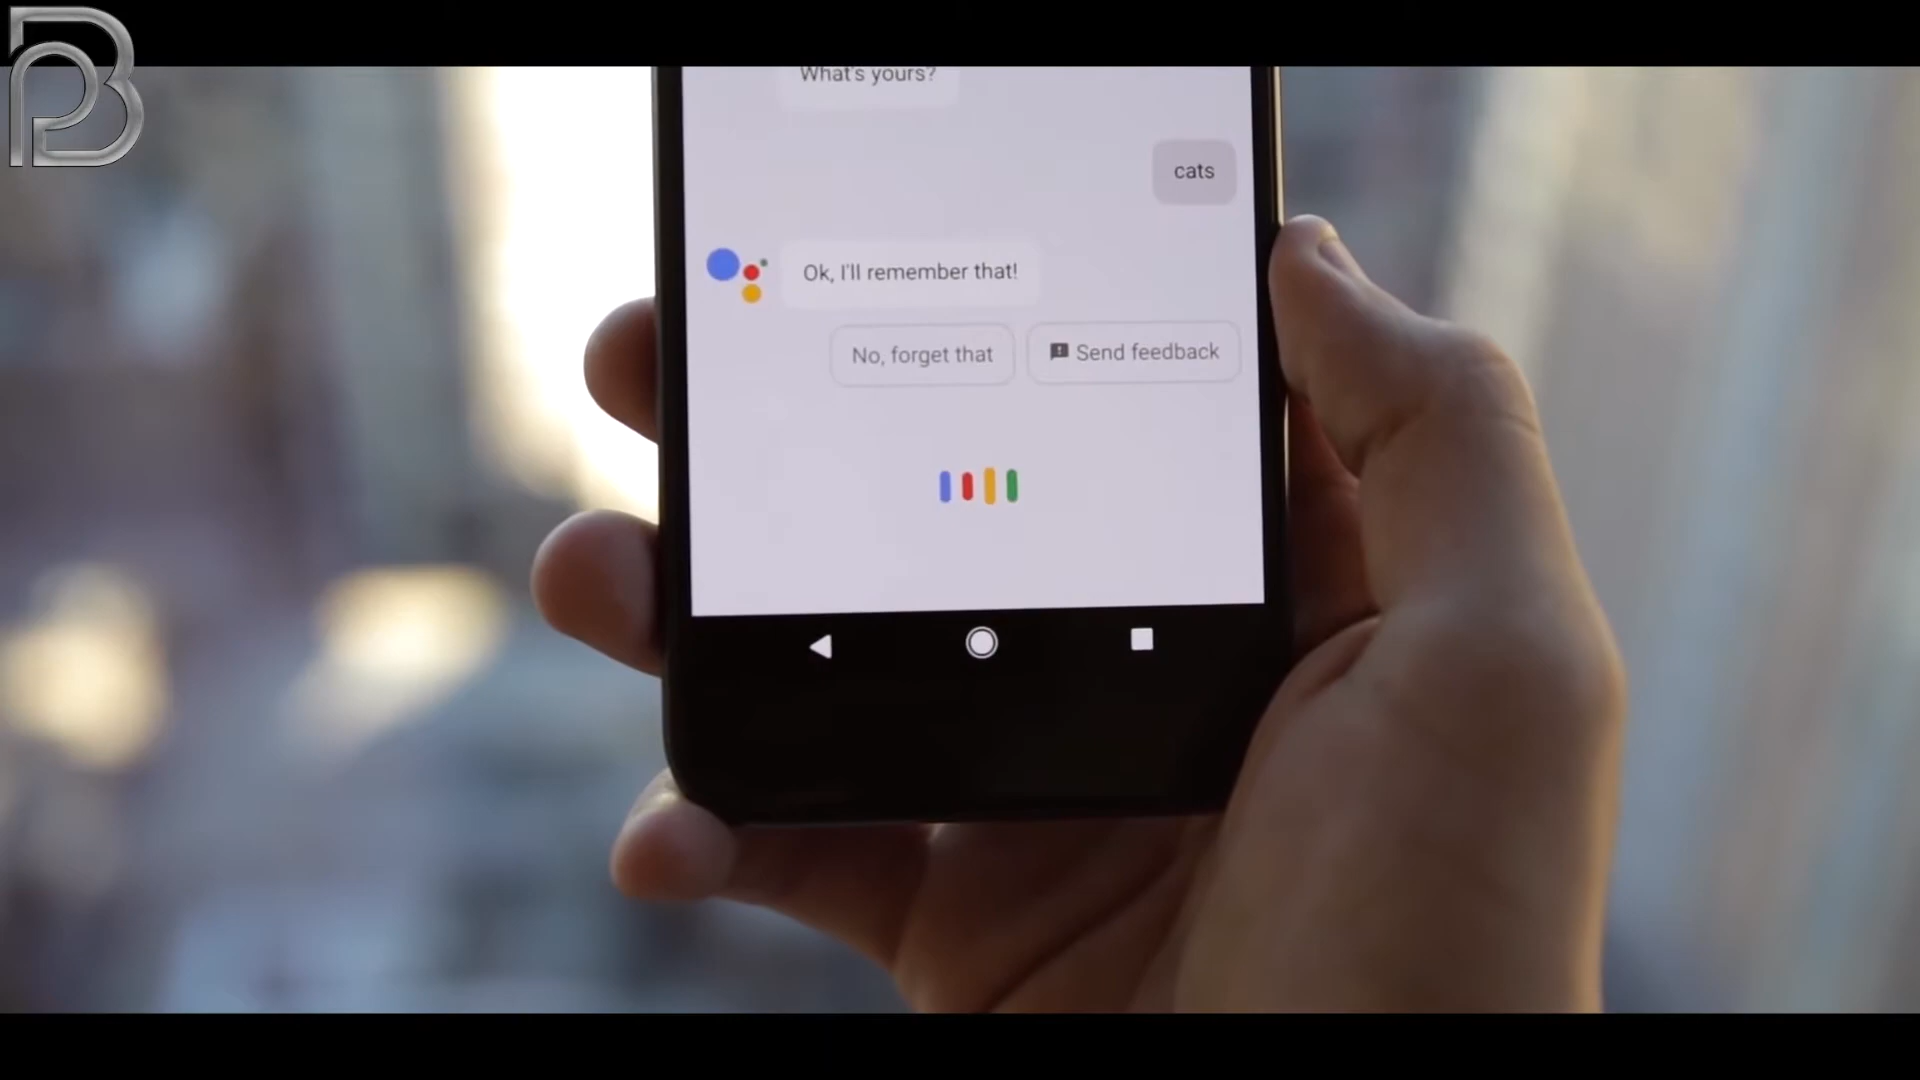 What's yours?
cats
Ok, I'll remember that!
No, forget that
Send feedback